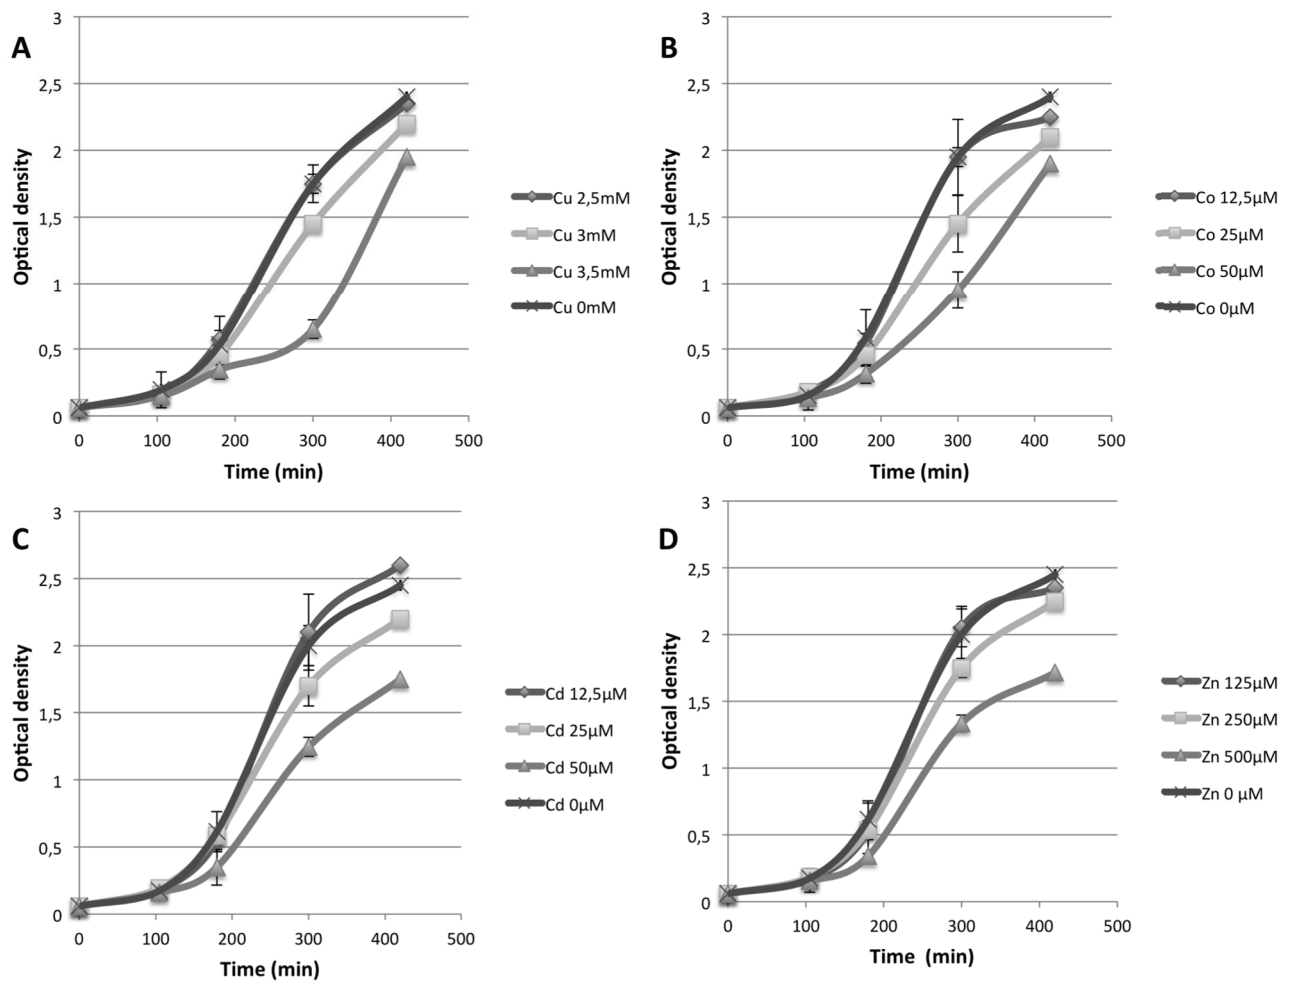 A
3
2,5
2
1,5
1
0,5
0
Optical density
0 100 200 300 400 500
Time (min)
Cu 2,5mM
Cu 3mM
Cu 3,5mM
Cu 0mM
B
3
2,5
2
1,5
1
0,5
0
Optical density
0 100 200 300 400 500
Time (min)
Co 12,5µM
Co 25µM
Co 50µM
Co 0µM
C
3
2,5
2
1,5
1
0,5
0
Optical density
0 100 200 300 400 500
Time (min)
Cd 12,5µM
Cd 25µM
Cd 50µM
Cd 0µM
D
3
2,5
2
1,5
1
0,5
0
Optical density
0 100 200 300 400 500
Time (min)
Zn 125µM
Zn 250µM
Zn 500µM
Zn 0 µM